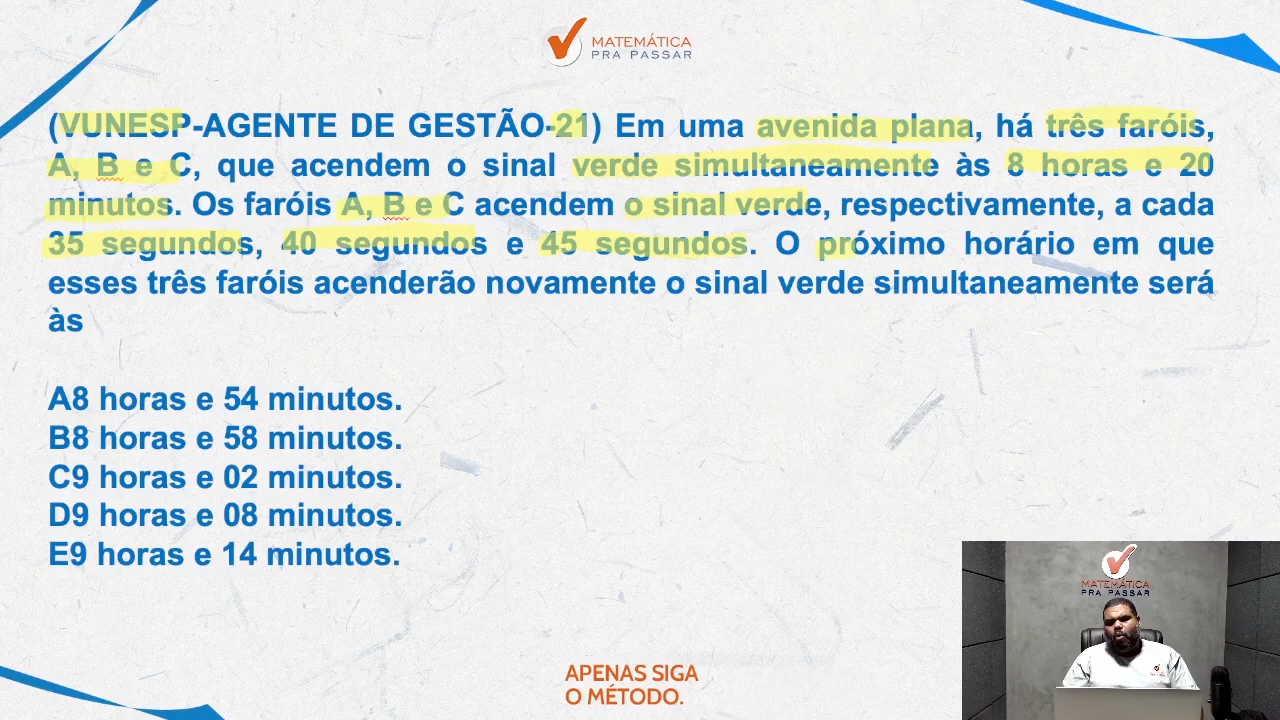 MATEMÁTICA
PRA PASSAR
(VUNESP-AGENTE DE GESTÃO-21) Em uma avenida plana, há três faróis,
A, B e C, que acendem o sinal verde simultaneamente às 8 horas e 20
minutos. Os faróis A, B e C acendem o sinal verde, respectivamente, a cada
35 segundos, 40 segundos e 45 segundos. O próximo horário em que
esses três faróis acenderão novamente o sinal verde simultaneamente será
às
A8 horas e 54 minutos.
B8 horas e 58 minutos.
C9 horas e 02 minutos.
D9 horas e 08 minutos.
E9 horas e 14 minutos.
MATEMÁTICA
PRA PASSAR
APENAS SIGA
O MÉTODO.